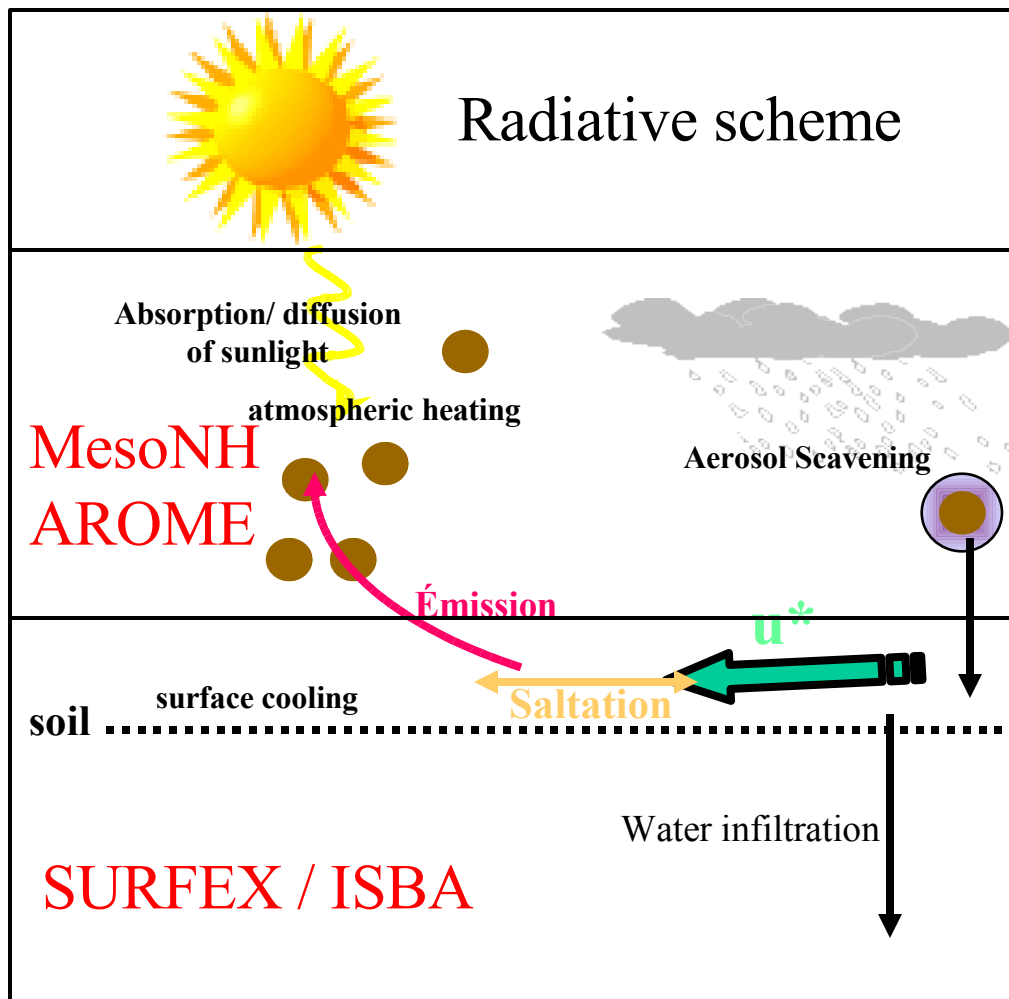 Radiative scheme
Absorption/ diffusion
of sunlight
atmospheric heating
MesoNH
AROME
Aerosol Scavening
Émission
u*
surface cooling
Saltation
soil
Water infiltration
SURFEX / ISBA